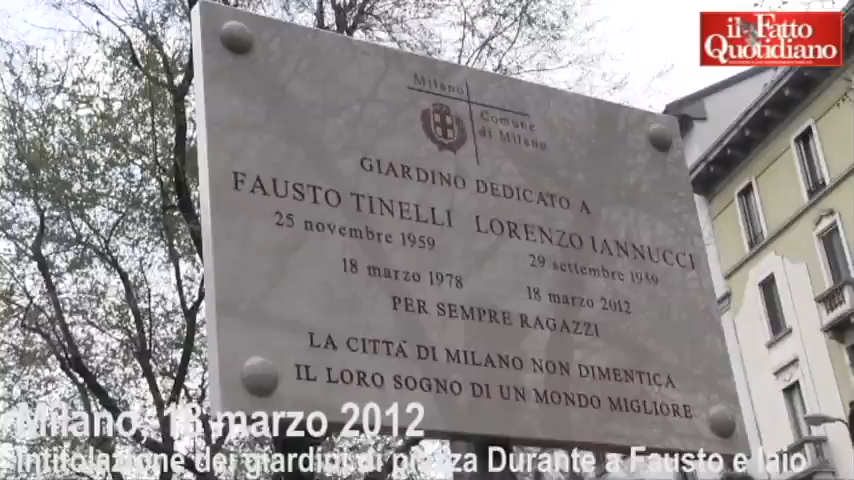 il Fatto
Quotidiano
Milano
Comune
di Milano
GIARDINO DEDICATO A
FAUSTO TINELLI LORENZO IANNUCCI
25 novembre 1959 29 settembre 1959
18 marzo 1978 18 marzo 2012
PER SEMPRE RAGAZZI
LA CITTÀ DI MILANO NON DIMENTICA
IL LORO SOGNO DI UN MONDO MIGLIORE
Milano, 18 marzo 2012
Intitolazione dei giardini di piazza Durante a Fausto e Iaio